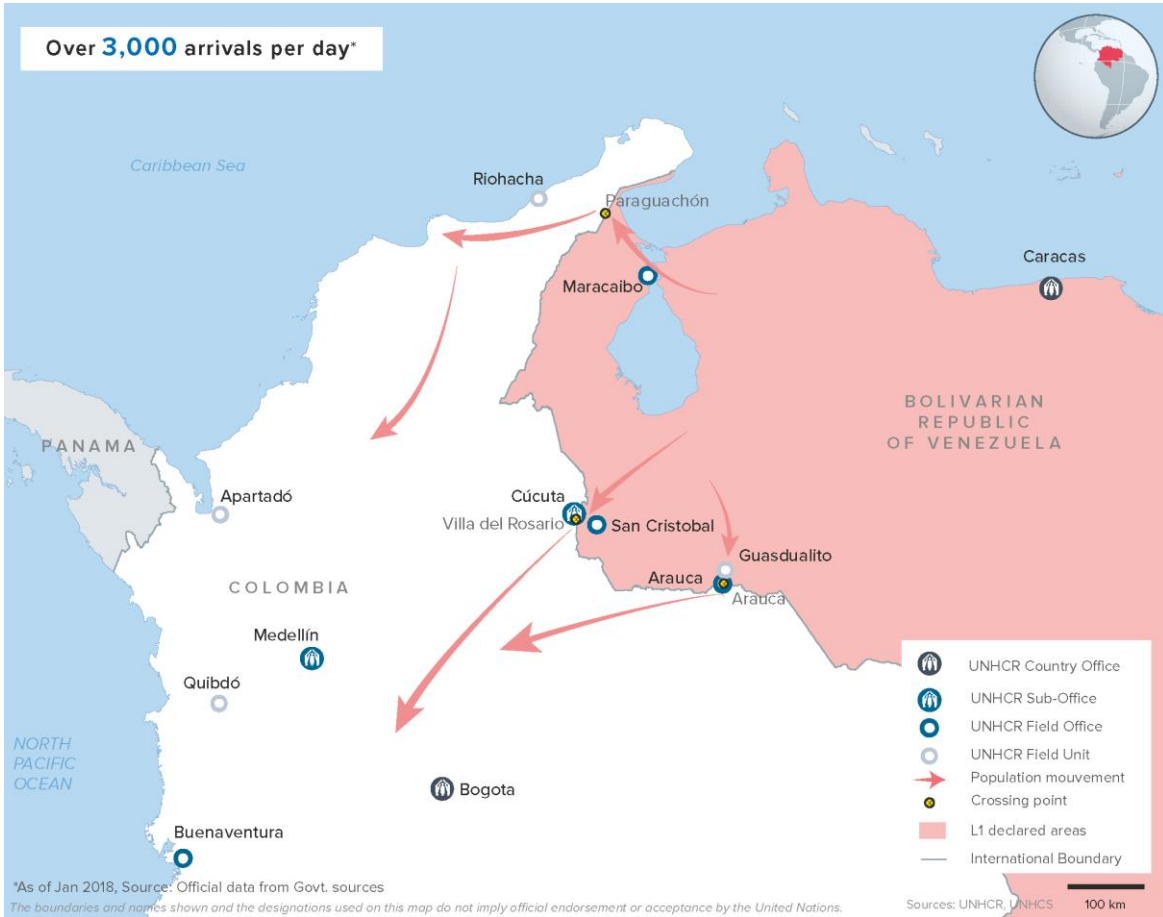 Over 3,000 arrivals per day*
Caribbean Sea
Riohacha
Paraguachón
Maracaibo
Caracas
BOLIVARIAN
REPUBLIC
OF VENEZUELA
PANAMA
Apartadó
Cúcuta
Villa del Rosario
San Cristobal
Guasdualito
Arauca
Arauca
COLOMBIA
Medellín
Quibdó
NORTH
PACIFIC
OCEAN
Bogota
Buenaventura
UNHCR Country Office
UNHCR Sub-Office
UNHCR Field Office
UNHCR Field Unit
Population mouvement
Crossing point
L1 declared areas
International Boundary
*As of Jan 2018, Source: Official data from Govt. sources
The boundaries and names shown and the designations used on this map do not imply official endorsement or acceptance by the United Nations.
Sources: UNHCR, UNHCS
100 km